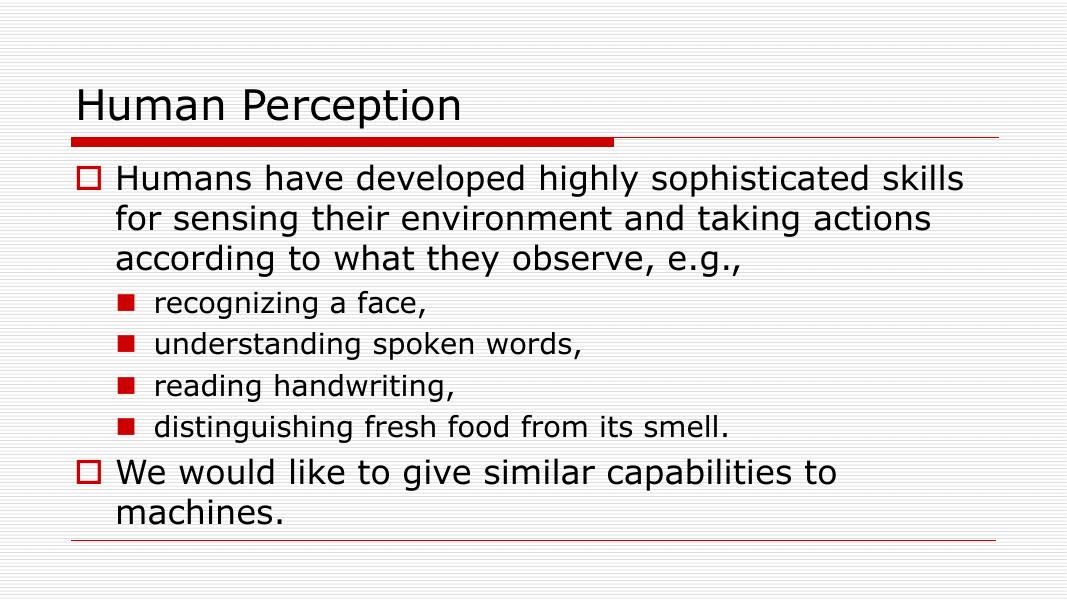 Human Perception
Humans have developed highly sophisticated skills
for sensing their environment and taking actions
according to what they observe, e.g.,
recognizing a face,
understanding spoken words,
reading handwriting,
distinguishing fresh food from its smell.
We would like to give similar capabilities to
machines.